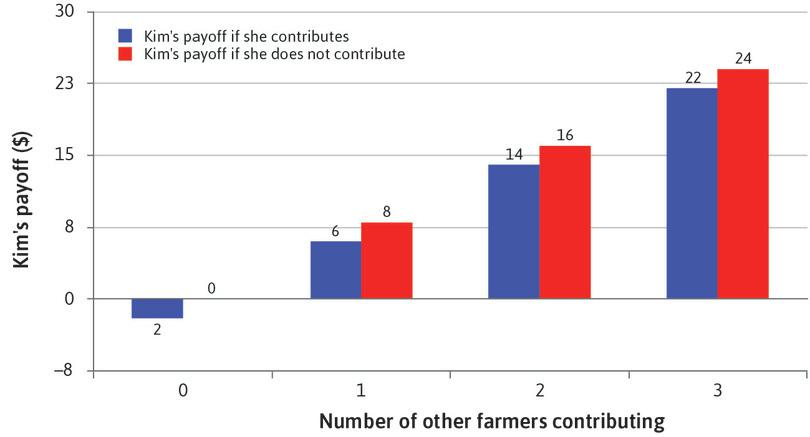 30
Kim's payoff if she contributes
Kim's payoff if she does not contribute
24
22
23
16
14
15
8
6
8
0
0
2
–8
0 1 2 3
Kim's payoff ($)
Number of other farmers contributing